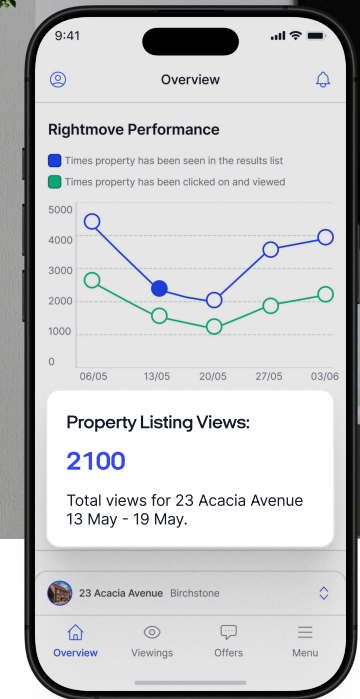 9:41
Overview
Rightmove Performance
Times property has been seen in the results list
Times property has been clicked on and viewed
5000
4000
3000
2000
1000
0
06/05 13/05 20/05 27/05 03/06
Property Listing Views:
2100
Total views for 23 Acacia Avenue
13 May - 19 May.
23 Acacia Avenue Birchstone
Overview Viewings Offers Menu